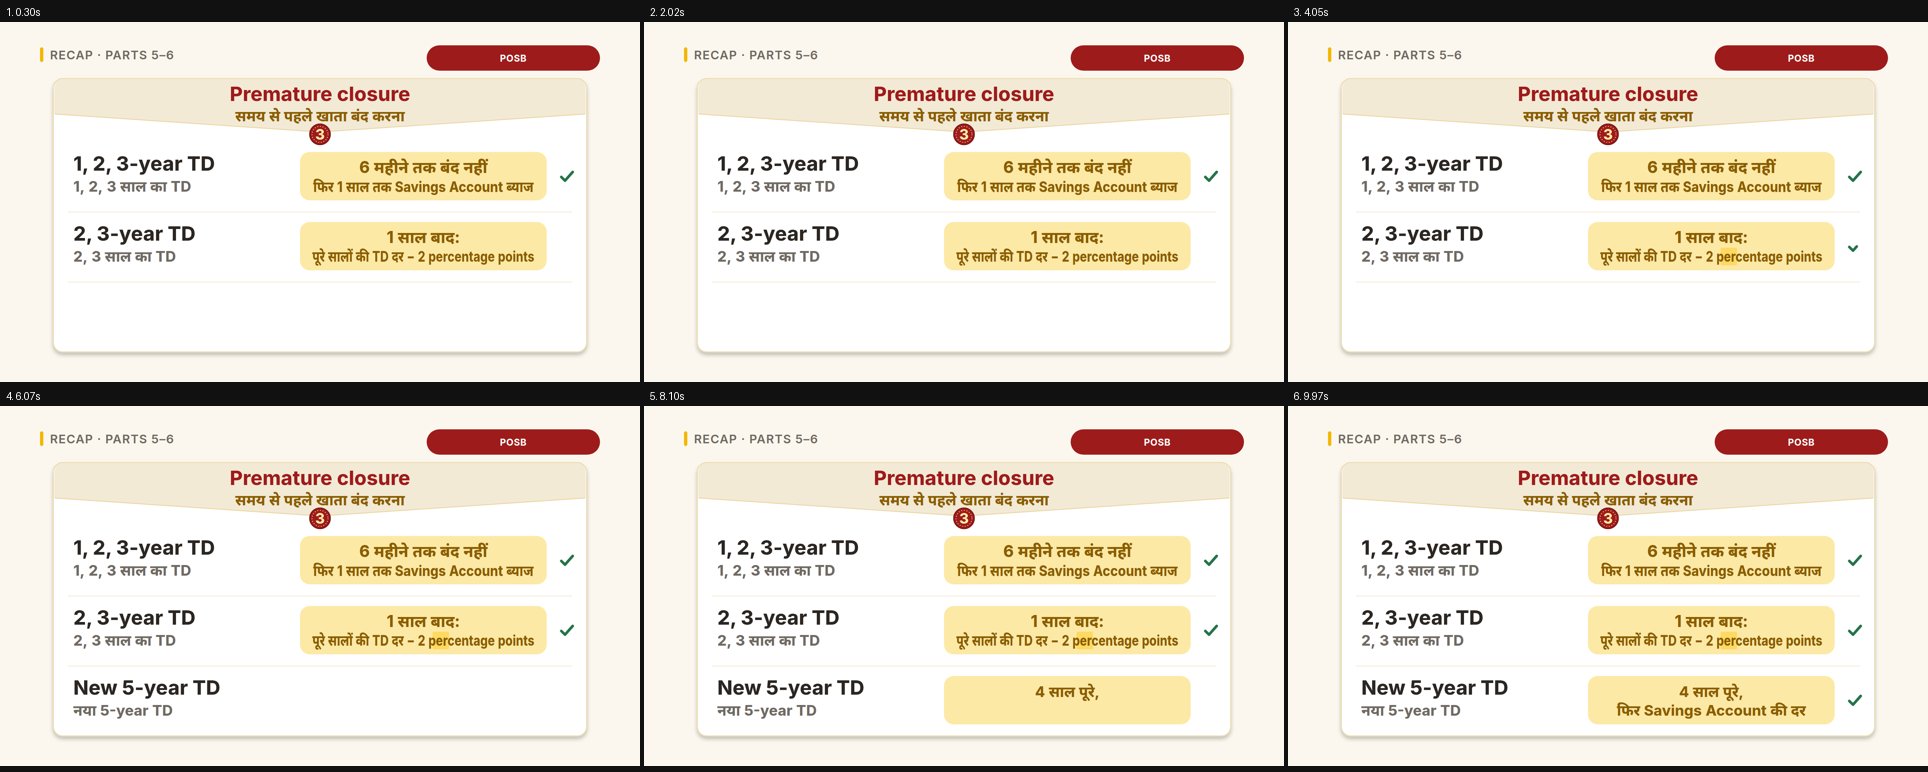 1. 0.30s
RECAP · PARTS 5–6
POSB
Premature closure
समय से पहले खाता बंद करना
3
1, 2, 3-year TD
1, 2, 3 साल का TD
6 महीने तक बंद नहीं
फिर 1 साल तक Savings Account ब्याज
2, 3-year TD
2, 3 साल का TD
1 साल बाद:
पूरे सालों की TD दर – 2 percentage points
2. 2.02s
RECAP · PARTS 5–6
POSB
Premature closure
समय से पहले खाता बंद करना
3
1, 2, 3-year TD
1, 2, 3 साल का TD
6 महीने तक बंद नहीं
फिर 1 साल तक Savings Account ब्याज
2, 3-year TD
2, 3 साल का TD
1 साल बाद:
पूरे सालों की TD दर – 2 percentage points
3. 4.05s
RECAP · PARTS 5–6
POSB
Premature closure
समय से पहले खाता बंद करना
3
1, 2, 3-year TD
1, 2, 3 साल का TD
6 महीने तक बंद नहीं
फिर 1 साल तक Savings Account ब्याज
2, 3-year TD
2, 3 साल का TD
1 साल बाद:
पूरे सालों की TD दर – 2 percentage points
4. 6.07s
RECAP · PARTS 5–6
POSB
Premature closure
समय से पहले खाता बंद करना
3
1, 2, 3-year TD
1, 2, 3 साल का TD
6 महीने तक बंद नहीं
फिर 1 साल तक Savings Account ब्याज
2, 3-year TD
2, 3 साल का TD
1 साल बाद:
पूरे सालों की TD दर – 2 percentage points
New 5-year TD
नया 5-year TD
5. 8.10s
RECAP · PARTS 5–6
POSB
Premature closure
समय से पहले खाता बंद करना
3
1, 2, 3-year TD
1, 2, 3 साल का TD
6 महीने तक बंद नहीं
फिर 1 साल तक Savings Account ब्याज
2, 3-year TD
2, 3 साल का TD
1 साल बाद:
पूरे सालों की TD दर – 2 percentage points
New 5-year TD
नया 5-year TD
4 साल पूरे,
6. 9.97s
RECAP · PARTS 5–6
POSB
Premature closure
समय से पहले खाता बंद करना
3
1, 2, 3-year TD
1, 2, 3 साल का TD
6 महीने तक बंद नहीं
फिर 1 साल तक Savings Account ब्याज
2, 3-year TD
2, 3 साल का TD
1 साल बाद:
पूरे सालों की TD दर – 2 percentage points
New 5-year TD
नया 5-year TD
4 साल पूरे,
फिर Savings Account की दर